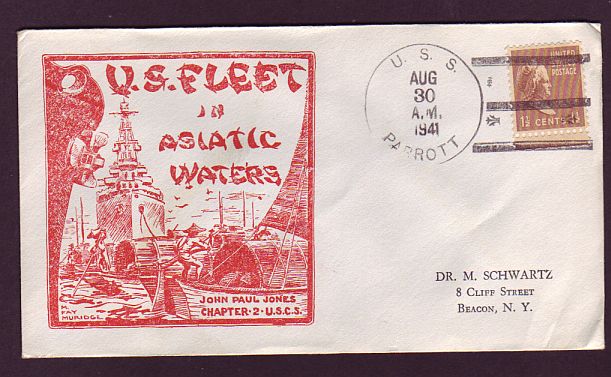 U.S. FLEET
IN
ASIATIC
WATERS
JOHN PAUL JONES
CHAPTER·2·U.S.C.S.
FAY
U. S. S.
AUG
30
A.M.
1941
PARROTT
UNITED
POSTAGE
1½ CENTS
DR. M. SCHWARTZ
8 CLIFF STREET
BEACON, N. Y.